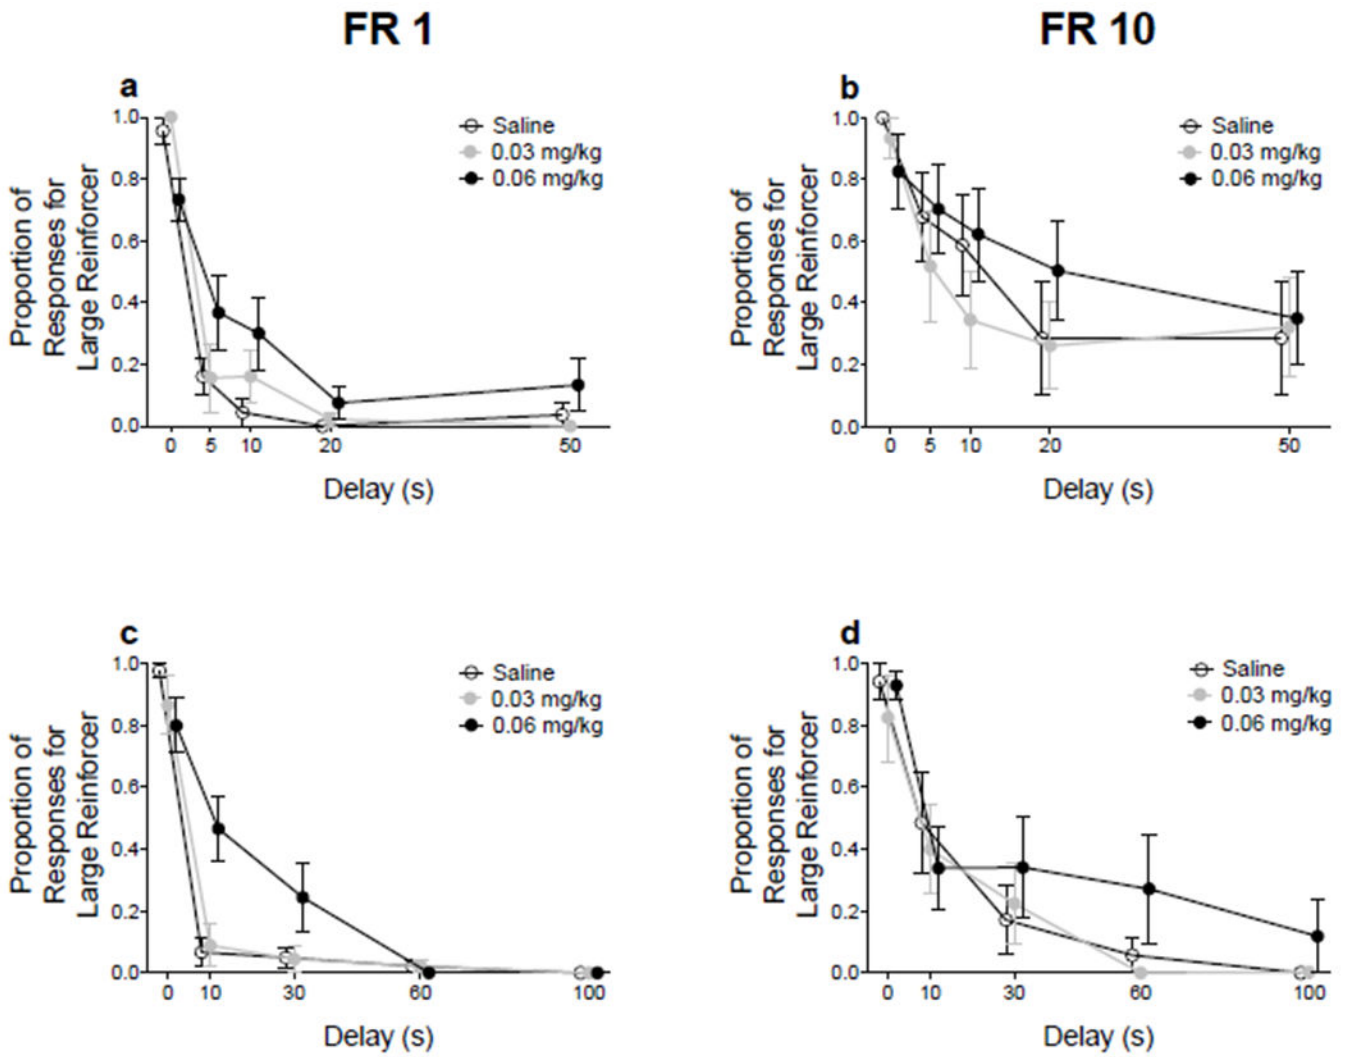 FR 1
FR 10
a
Proportion of
Responses for
Large Reinforcer
1.0
0.8
0.6
0.4
0.2
0.0
Saline
0.03 mg/kg
0.06 mg/kg
0 5 10 20 50
Delay (s)
b
Proportion of
Responses for
Large Reinforcer
1.0
0.8
0.6
0.4
0.2
0.0
Saline
0.03 mg/kg
0.06 mg/kg
0 5 10 20 50
Delay (s)
c
Proportion of
Responses for
Large Reinforcer
1.0
0.8
0.6
0.4
0.2
0.0
Saline
0.03 mg/kg
0.06 mg/kg
0 10 30 60 100
Delay (s)
d
Proportion of
Responses for
Large Reinforcer
1.0
0.8
0.6
0.4
0.2
0.0
Saline
0.03 mg/kg
0.06 mg/kg
0 10 30 60 100
Delay (s)